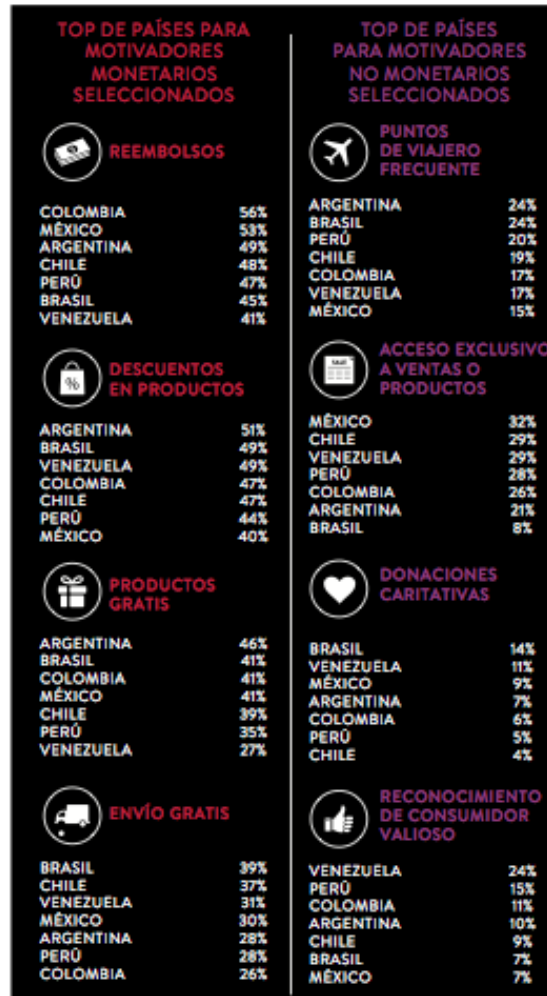 TOP DE PAÍSES PARA
MOTIVADORES
MONETARIOS
SELECCIONADOS
REEMBOLSOS
COLOMBIA 56%
MÉXICO 53%
ARGENTINA 49%
CHILE 48%
PERÚ 47%
BRASIL 45%
VENEZUELA 41%
DESCUENTOS
EN PRODUCTOS
ARGENTINA 51%
BRASIL 49%
VENEZUELA 49%
COLOMBIA 47%
CHILE 47%
PERÚ 44%
MÉXICO 40%
PRODUCTOS
GRATIS
ARGENTINA 46%
BRASIL 41%
COLOMBIA 41%
MÉXICO 41%
CHILE 39%
PERÚ 35%
VENEZUELA 27%
ENVÍO GRATIS
BRASIL 39%
CHILE 37%
VENEZUELA 31%
MÉXICO 30%
ARGENTINA 28%
PERÚ 28%
COLOMBIA 26%
TOP DE PAÍSES
PARA MOTIVADORES
NO MONETARIOS
SELECCIONADOS
PUNTOS
DE VIAJERO
FRECUENTE
ARGENTINA 24%
BRASIL 24%
PERÚ 20%
CHILE 19%
COLOMBIA 17%
VENEZUELA 17%
MÉXICO 15%
ACCESO EXCLUSIVO
A VENTAS O
PRODUCTOS
MÉXICO 32%
CHILE 29%
VENEZUELA 29%
PERÚ 28%
COLOMBIA 26%
ARGENTINA 21%
BRASIL 8%
DONACIONES
CARITATIVAS
BRASIL 14%
VENEZUELA 11%
MÉXICO 9%
ARGENTINA 7%
COLOMBIA 6%
PERÚ 5%
CHILE 4%
RECONOCIMIENTO
DE CONSUMIDOR
VALIOSO
VENEZUELA 24%
PERÚ 15%
COLOMBIA 11%
ARGENTINA 10%
CHILE 9%
BRASIL 7%
MÉXICO 7%